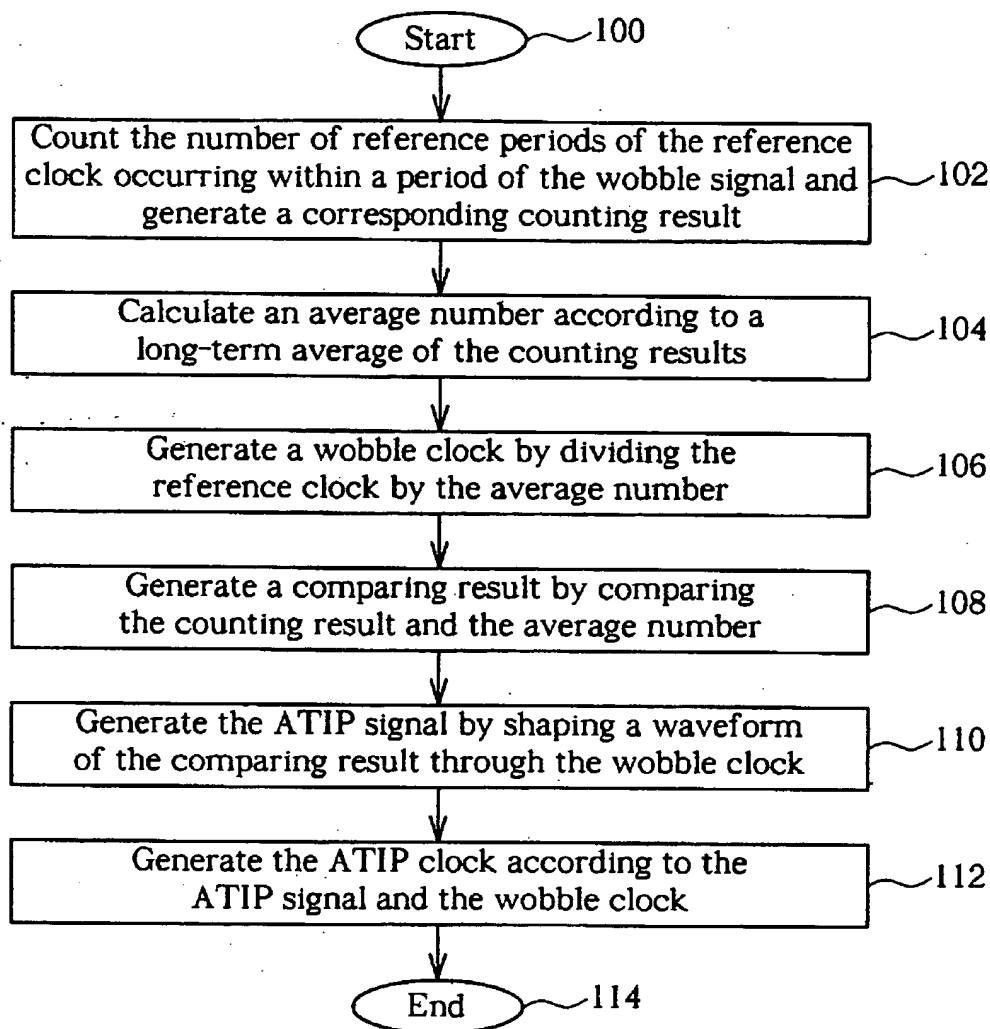 Start
100
Count the number of reference periods of the reference
clock occurring within a period of the wobble signal and
generate a corresponding counting result
102
Calculate an average number according to a
long-term average of the counting results
104
Generate a wobble clock by dividing the
reference clock by the average number
106
Generate a comparing result by comparing
the counting result and the average number
108
Generate the ATIP signal by shaping a waveform
of the comparing result through the wobble clock
110
Generate the ATIP clock according to the
ATIP signal and the wobble clock
112
End
114